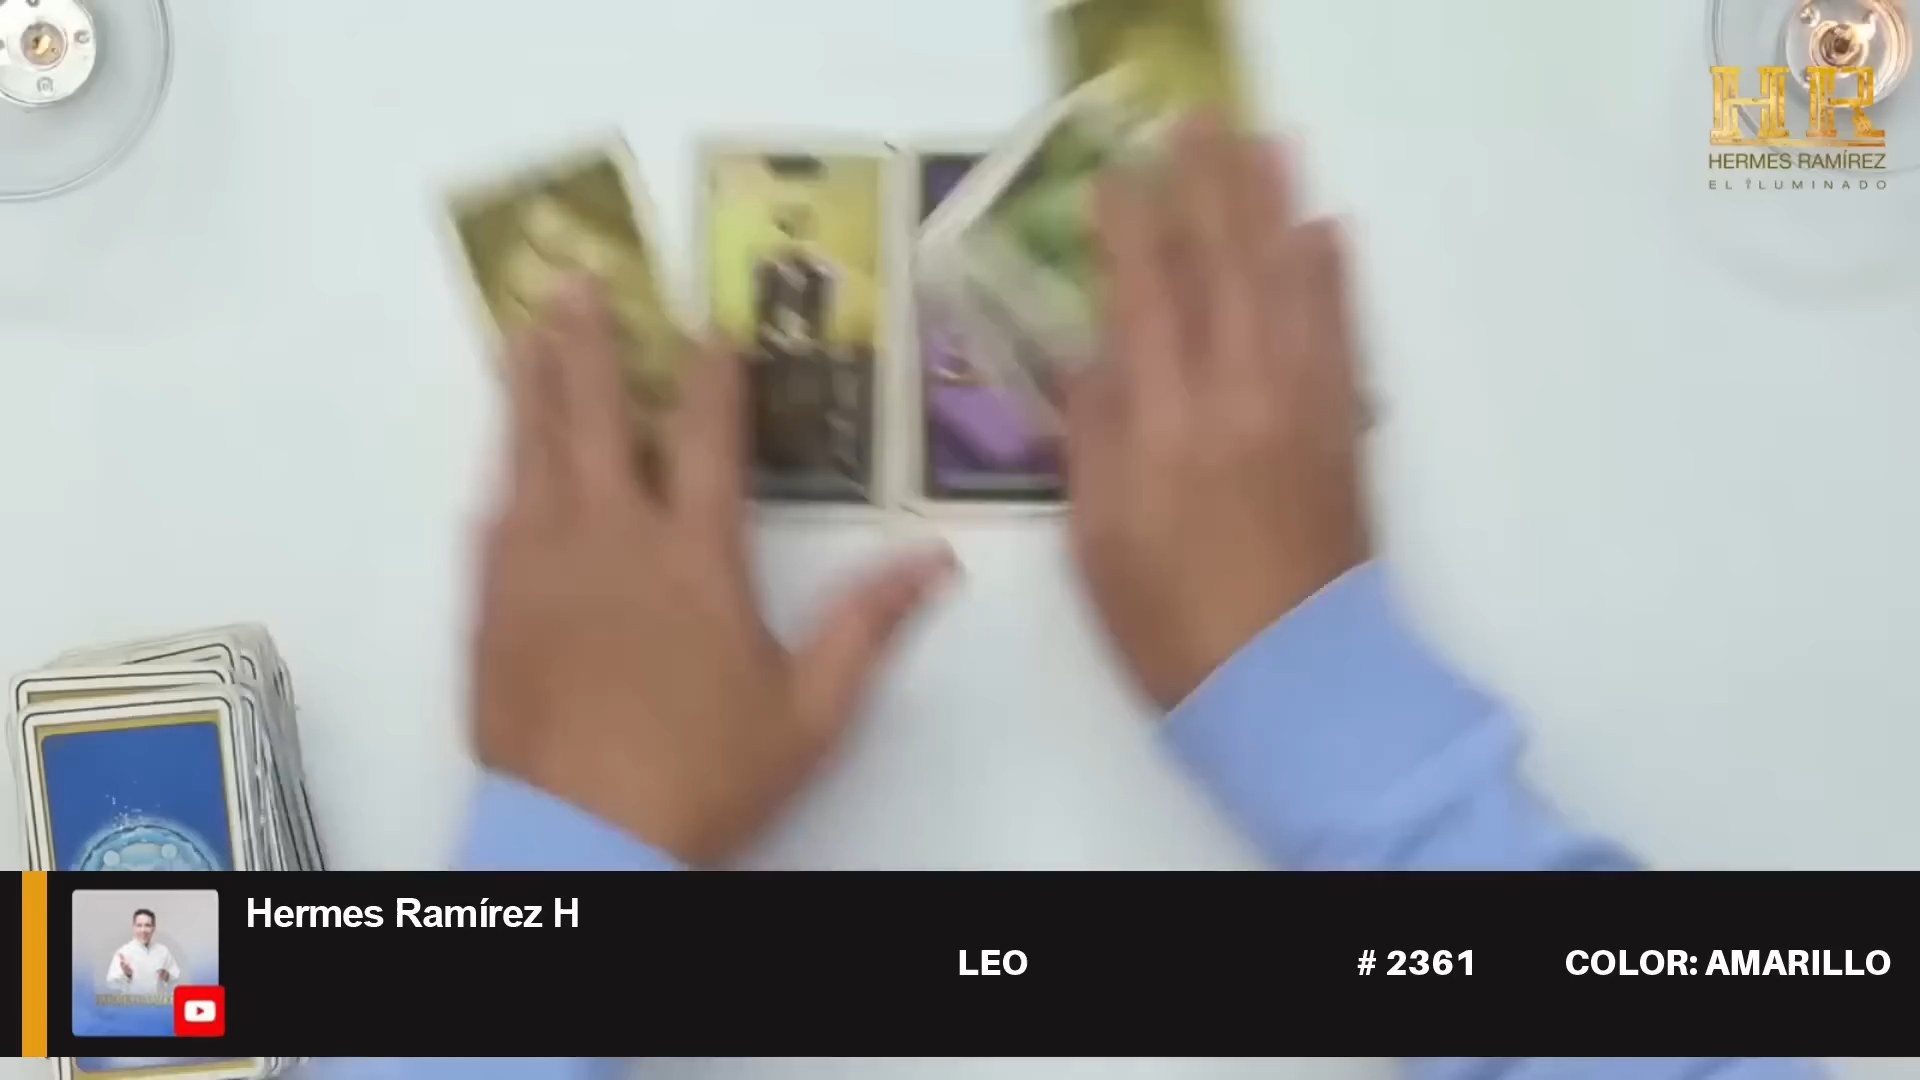 HR
HERMES RAMÍREZ
EL ILUMINADO
Hermes Ramírez H
LEO
# 2361
COLOR: AMARILLO